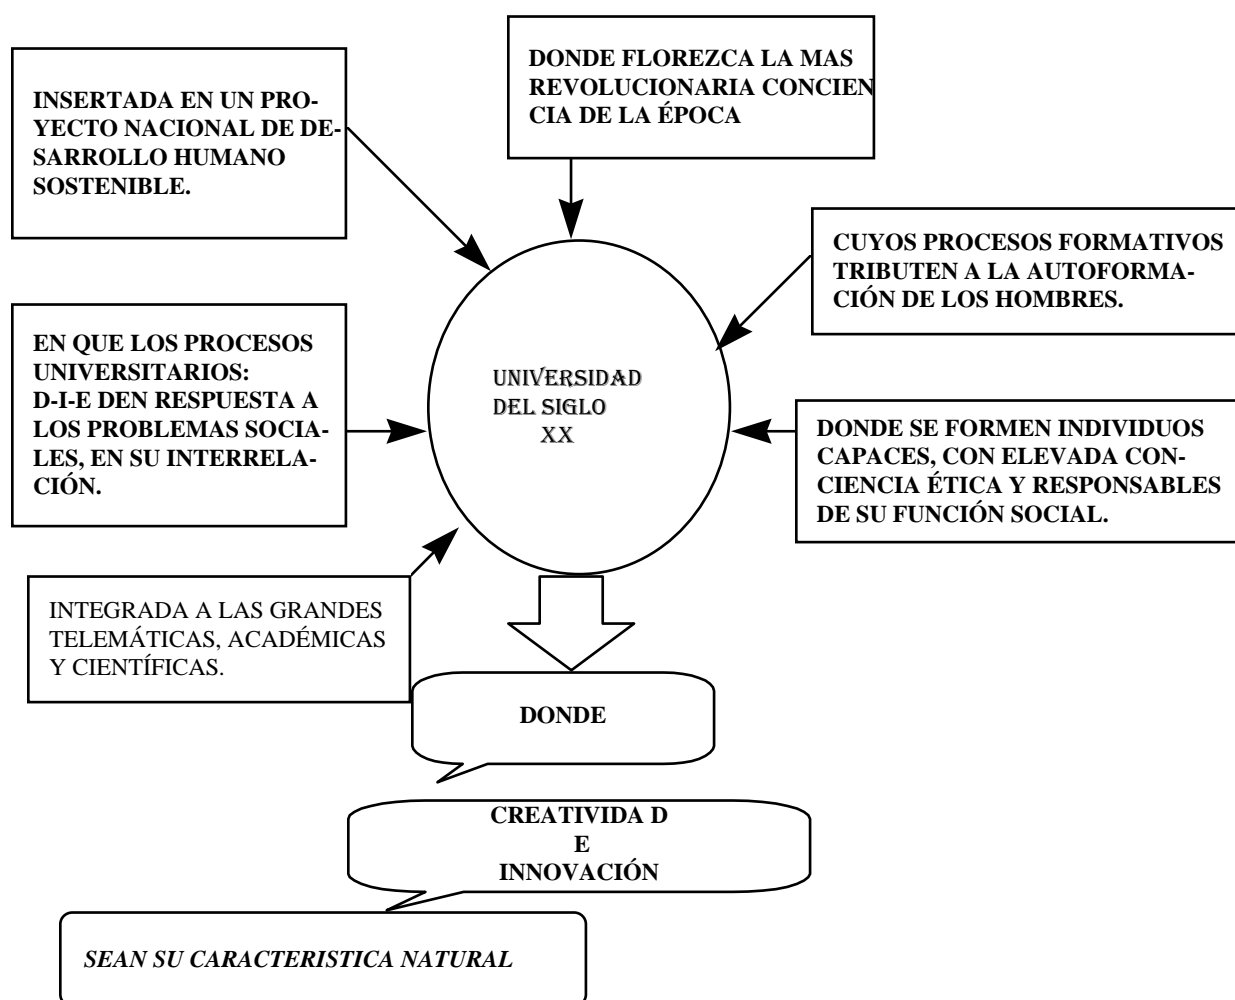 DONDE FLOREZCA LA MAS
REVOLUCIONARIA CONCIEN
CIA DE LA ÉPOCA
INSERTADA EN UN PRO-
YECTO NACIONAL DE DE-
SARROLLO HUMANO
SOSTENIBLE.
CUYOS PROCESOS FORMATIVOS
TRIBUTEN A LA AUTOFORMA-
CIÓN DE LOS HOMBRES.
EN QUE LOS PROCESOS
UNIVERSITARIOS:
D-I-E DEN RESPUESTA A
LOS PROBLEMAS SOCIA-
LES, EN SU INTERRELA-
CIÓN.
UNIVERSIDAD
DEL SIGLO
XX
DONDE SE FORMEN INDIVIDUOS
CAPACES, CON ELEVADA CON-
CIENCIA ÉTICA Y RESPONSABLES
DE SU FUNCIÓN SOCIAL.
INTEGRADA A LAS GRANDES
TELEMÁTICAS, ACADÉMICAS
Y CIENTÍFICAS.
DONDE
CREATIVIDA D
E
INNOVACIÓN
SEAN SU CARACTERISTICA NATURAL